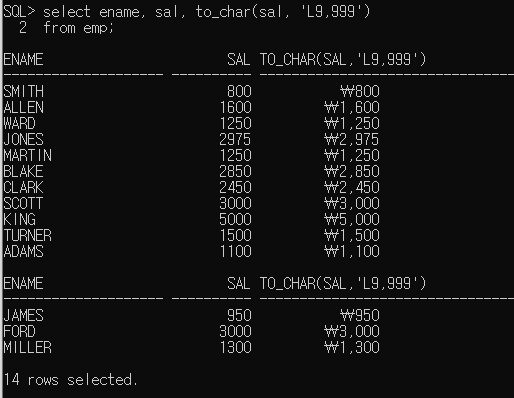 SQL> select ename, sal, to_char(sal, 'L9,999')
  2  from emp;
ENAME                       SAL TO_CHAR(SAL,'L9,999')
-------------------- ---------- --------------------------------
SMITH                       800           ₩800
ALLEN                      1600         ₩1,600
WARD                       1250         ₩1,250
JONES                      2975         ₩2,975
MARTIN                     1250         ₩1,250
BLAKE                      2850         ₩2,850
CLARK                      2450         ₩2,450
SCOTT                      3000         ₩3,000
KING                       5000         ₩5,000
TURNER                     1500         ₩1,500
ADAMS                      1100         ₩1,100
ENAME                       SAL TO_CHAR(SAL,'L9,999')
-------------------- ---------- --------------------------------
JAMES                       950           ₩950
FORD                       3000         ₩3,000
MILLER                     1300         ₩1,300
14 rows selected.